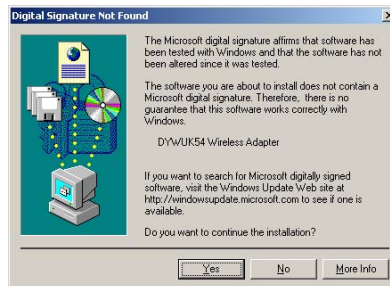 Digital Signature Not Found
The Microsoft digital signature affirms that software has
been tested with Windows and that the software has not
been altered since it was tested.
The software you are about to install does not contain a
Microsoft digital signature. Therefore, there is no
guarantee that this software works correctly with
Windows.
DYWUK54 Wireless Adapter
If you want to search for Microsoft digitally signed
software, visit the Windows Update Web site at
http://windowsupdate.microsoft.com to see if one is
available.
Do you want to continue the installation?
Yes No More Info